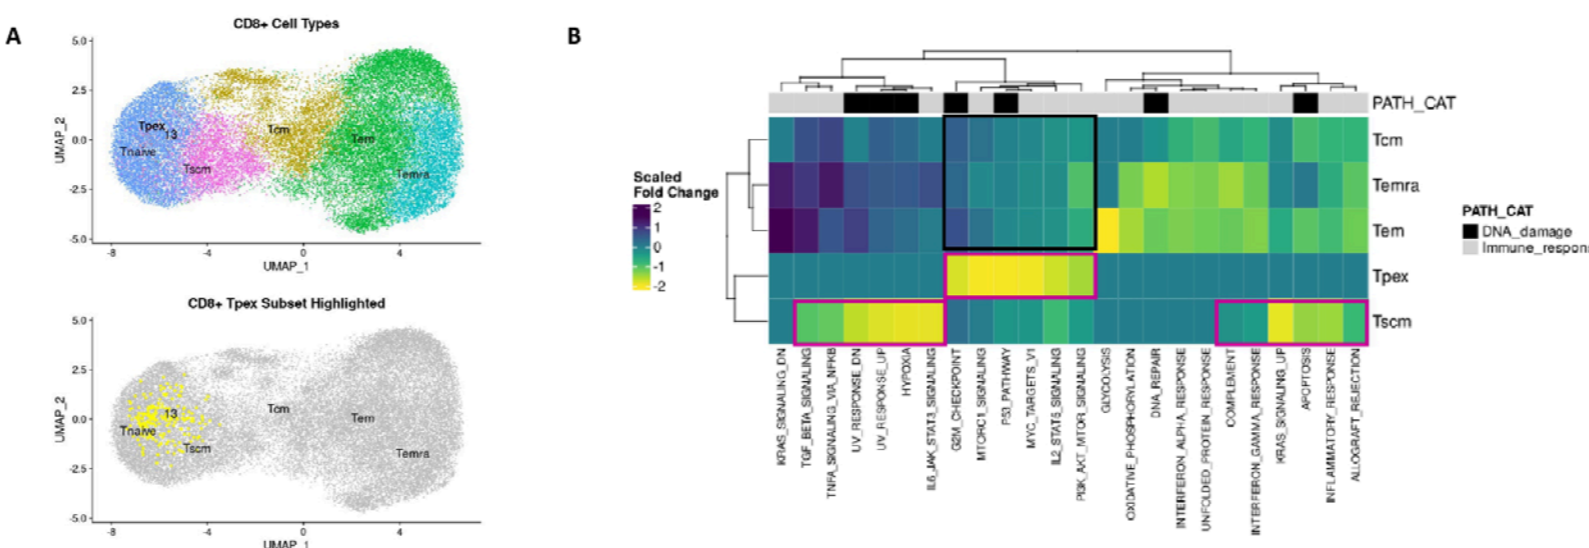 A
CD8+ Cell Types
5.0
2.5
0.0
-2.5
-5.0
UMAP_2
Tpex
13
Tnaive
Tscm
Tcm
Tem
Temra
-8
-4
0
4
UMAP_1
CD8+ Tpex Subset Highlighted
5.0
2.5
0.0
-2.5
-5.0
UMAP_2
13
Tnaive
Tscm
Tcm
Tem
Temra
-8
-4
0
4
UMAP_1
B
PATH_CAT
Tcm
Temra
Tem
Tpex
Tscm
Scaled
Fold Change
2
1
0
-1
-2
PATH_CAT
DNA_damage
Immune_respon
KRAS_SIGNALING_DN
TGF_BETA_SIGNALING
TNFA_SIGNALING_VIA_NFKB
UV_RESPONSE_DN
UV_RESPONSE_UP
HYPOXIA
IL6_JAK_STAT3_SIGNALING
G2M_CHECKPOINT
MTORC1_SIGNALING
P53_PATHWAY
MYC_TARGETS_V1
IL2_STAT5_SIGNALING
PI3K_AKT_MTOR_SIGNALING
GLYCOLYSIS
OXIDATIVE_PHOSPHORYLATION
DNA_REPAIR
INTERFERON_ALPHA_RESPONSE
UNFOLDED_PROTEIN_RESPONSE
COMPLEMENT
INTERFERON_GAMMA_RESPONSE
KRAS_SIGNALING_UP
APOPTOSIS
INFLAMMATORY_RESPONSE
ALLOGRAFT_REJECTION